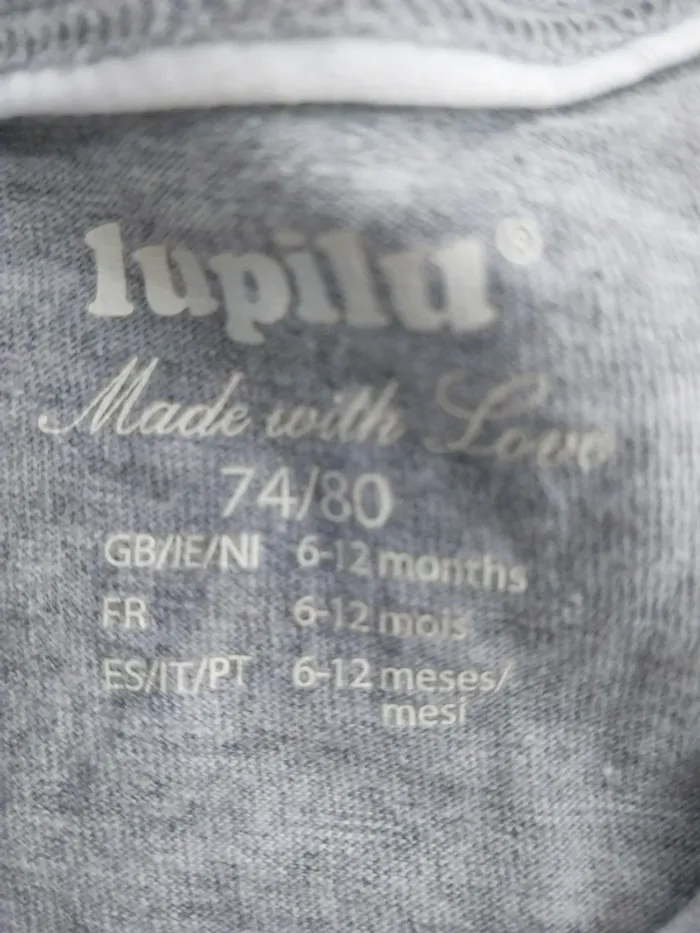 lupilu®
Made with Love
74/80
GB/IE/NI 6-12 months
FR 6-12 mois
ES/IT/PT 6-12 meses/
mesi